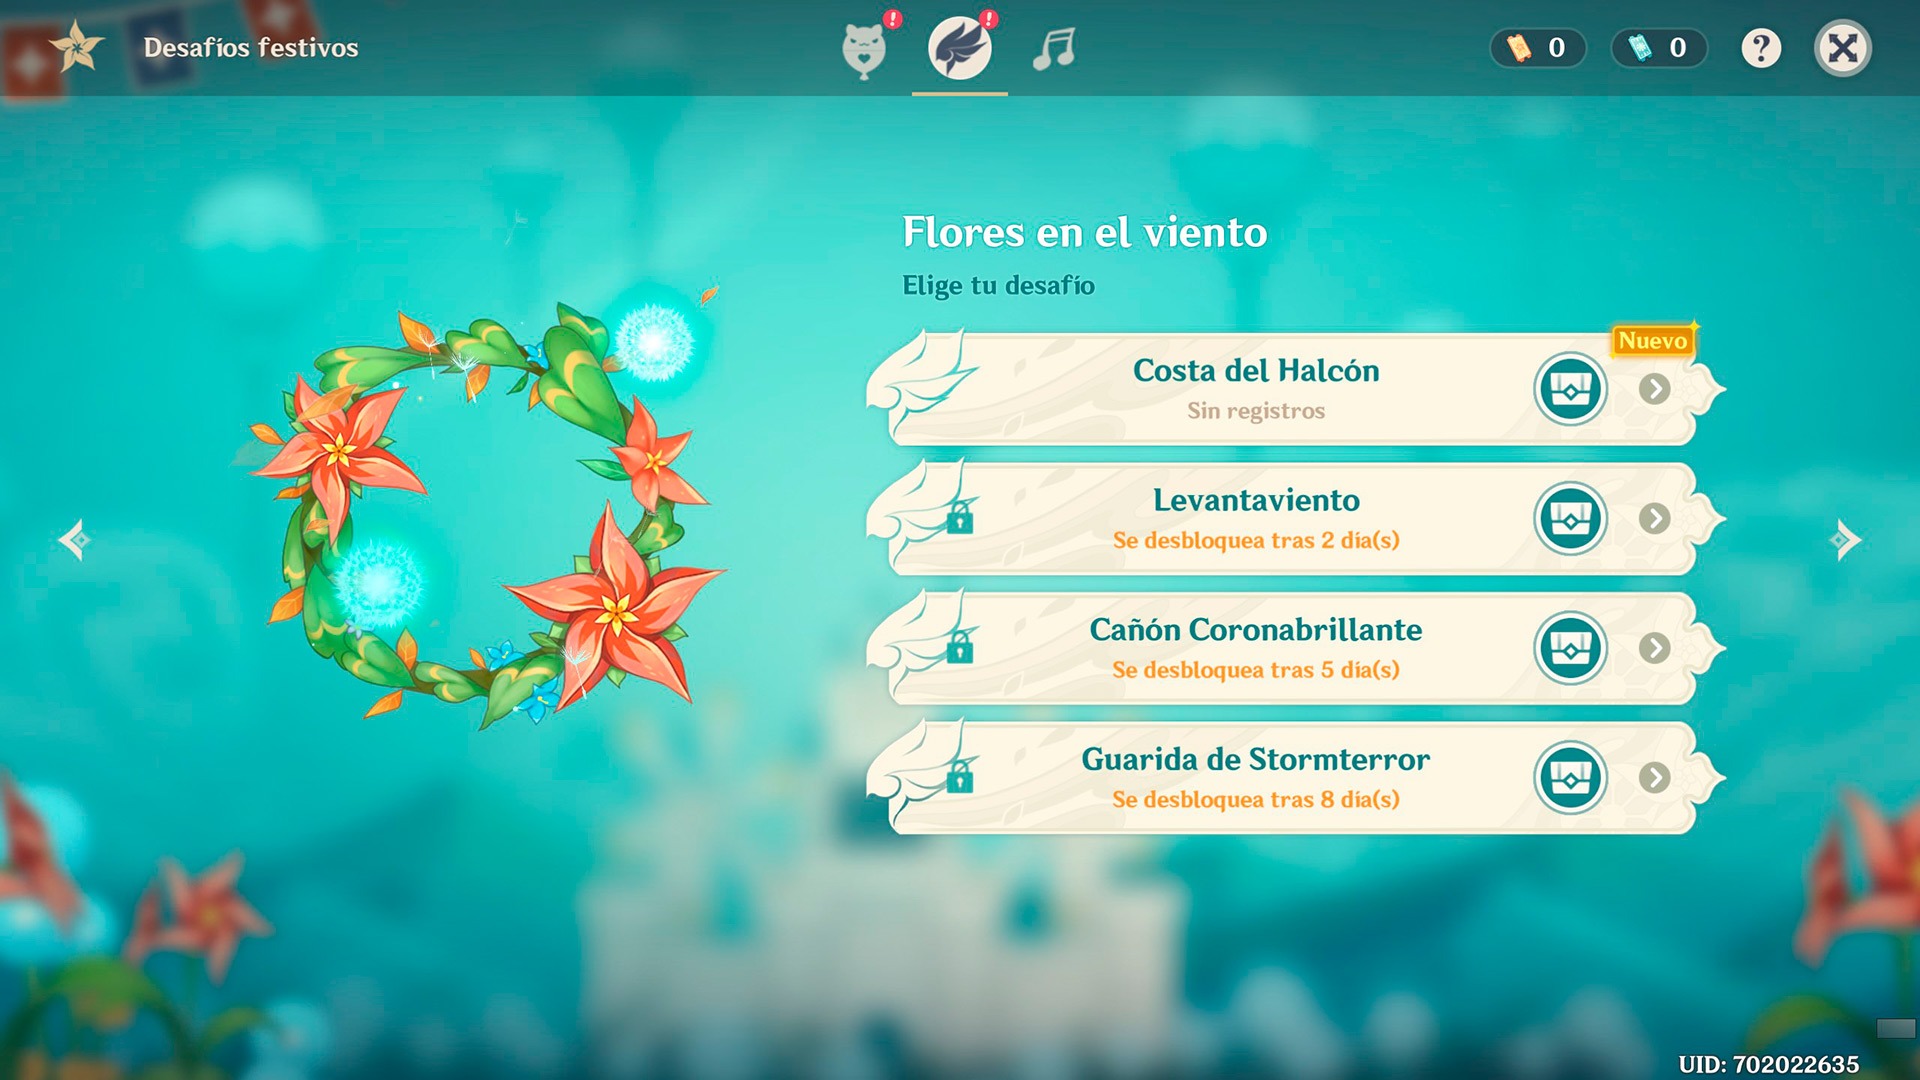 Desafíos festivos
0
0
Flores en el viento
Elige tu desafío
Nuevo
Costa del Halcón
Sin registros
Levantaviento
Se desbloquea tras 2 día(s)
Cañón Coronabrillante
Se desbloquea tras 5 día(s)
Guarida de Stormterror
Se desbloquea tras 8 día(s)
UID: 702022635